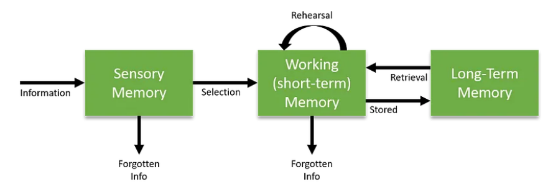 Rehearsal
Sensory
Memory
Working
(short-term)
Memory
Long-Term
Memory
Information
Selection
Retrieval
Stored
Forgotten
Info
Forgotten
Info